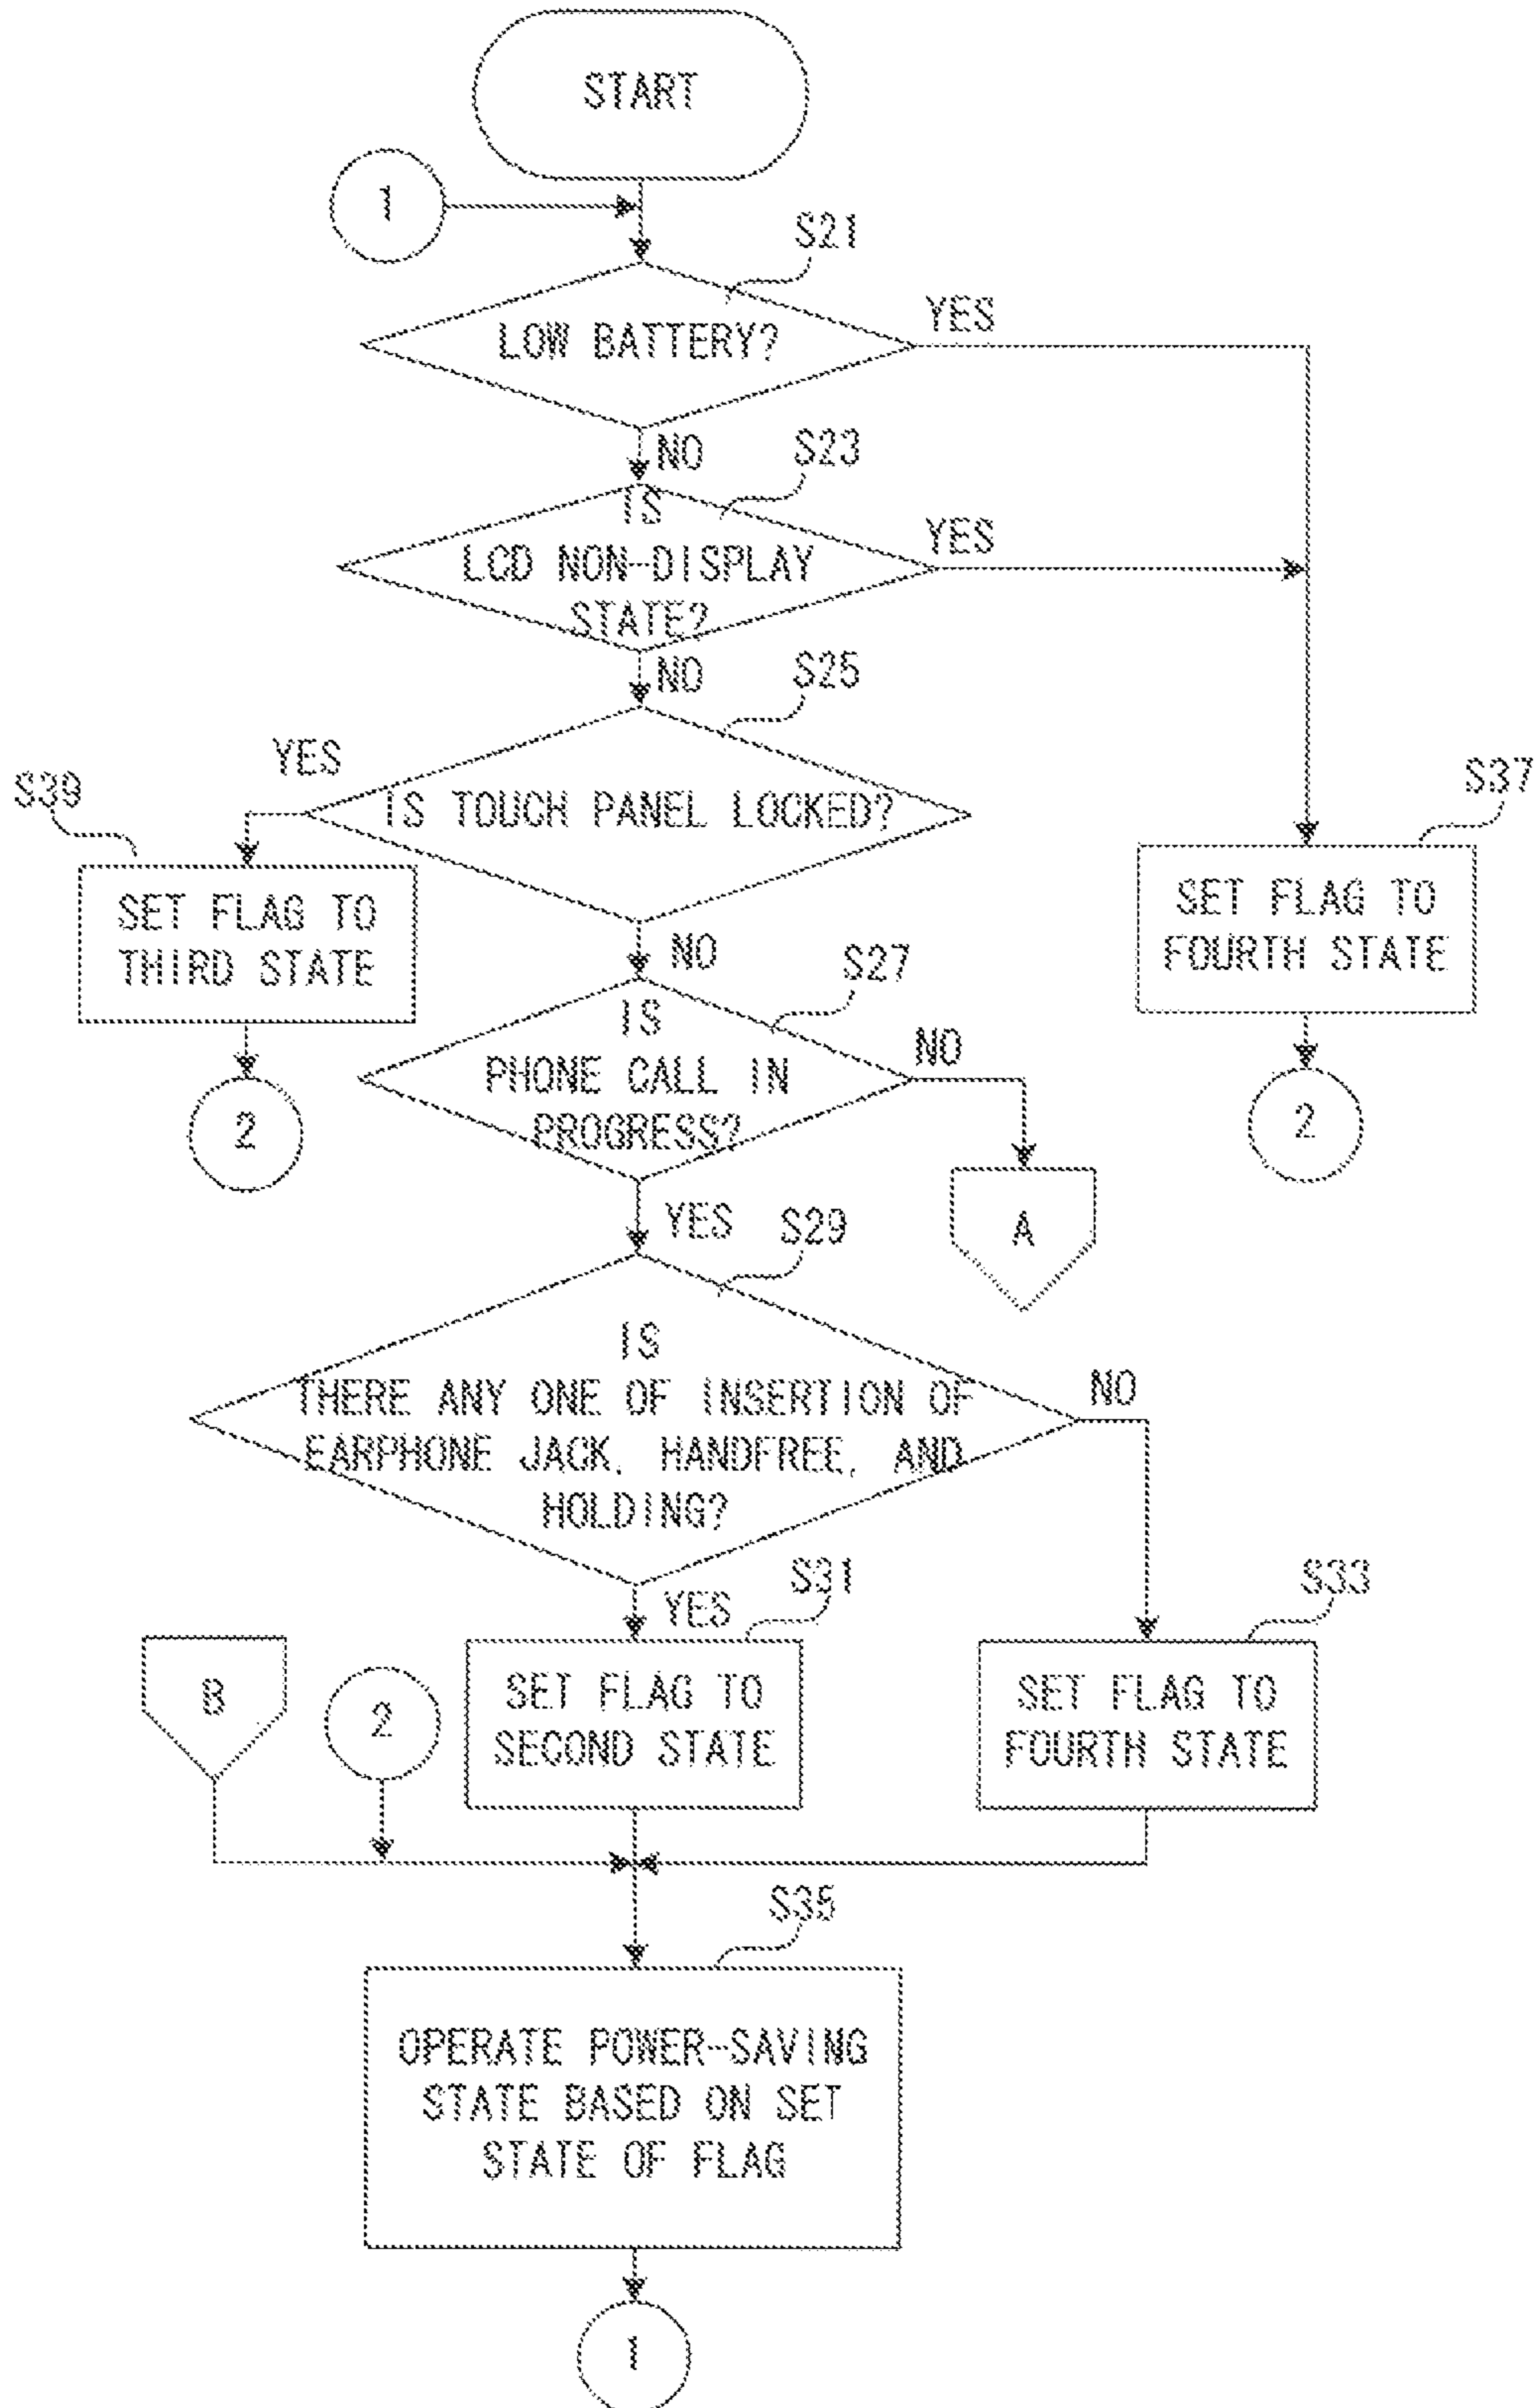 START
1
S21
LOW BATTERY?
YES
NO
S23
IS
LCD NON-DISPLAY
STATE?
YES
NO
S25
IS TOUCH PANEL LOCKED?
YES
S39
SET FLAG TO
THIRD STATE
2
S37
SET FLAG TO
FOURTH STATE
2
NO
S27
IS
PHONE CALL IN
PROGRESS?
NO
A
YES
S29
IS
THERE ANY ONE OF INSERTION OF
EARPHONE JACK, HANDFREE, AND
HOLDING?
NO
YES
S31
SET FLAG TO
SECOND STATE
S33
SET FLAG TO
FOURTH STATE
B
2
S35
OPERATE POWER-SAVING
STATE BASED ON SET
STATE OF FLAG
1